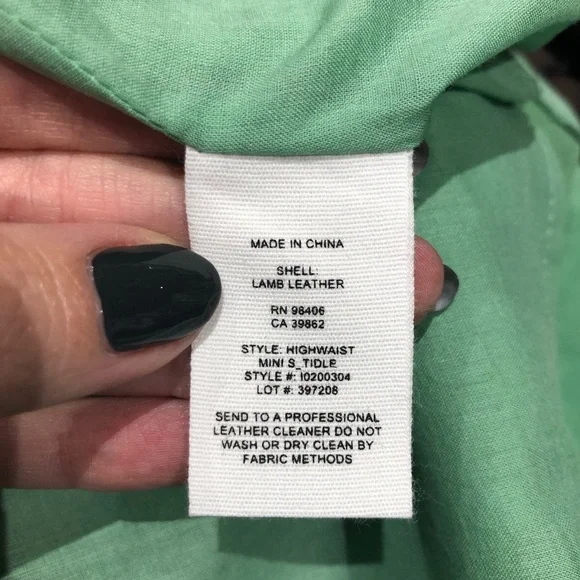 MADE IN CHINA
SHELL:
LAMB LEATHER
RN 98406
CA 39862
STYLE: HIGHWAIST
MINI S_TIDLE
STYLE #: I0200304
LOT #: 397208
SEND TO A PROFESSIONAL
LEATHER CLEANER DO NOT
WASH OR DRY CLEAN BY
FABRIC METHODS